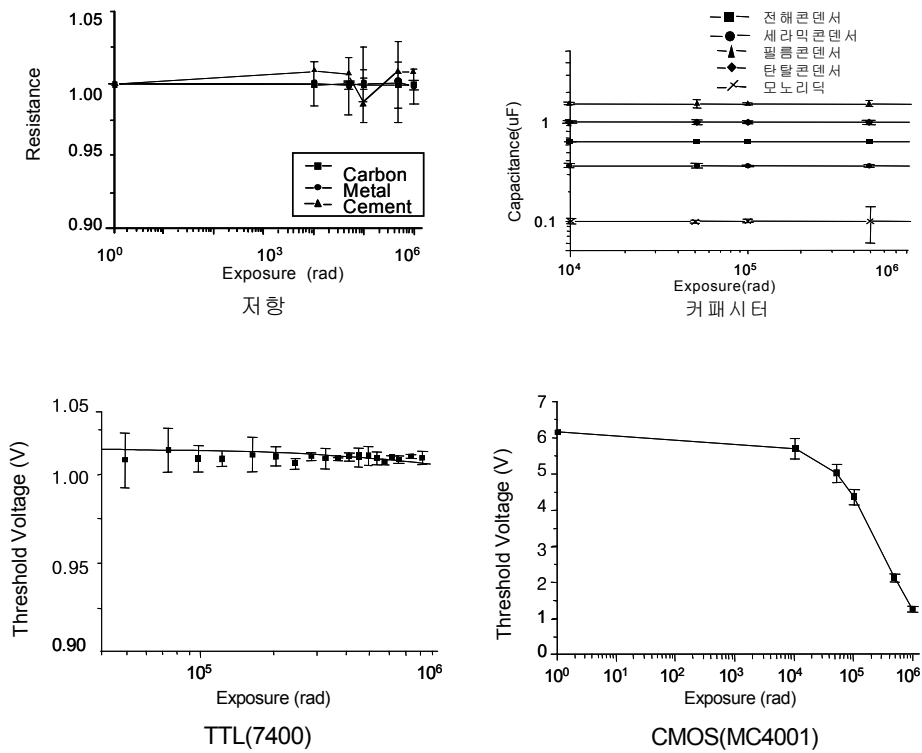 1.05
1.00
0.95
0.90
Resistance
Carbon
Metal
Cement
10⁰ 10³ 10⁶
Exposure (rad)
저항
전해콘덴서
세라믹콘덴서
필름콘덴서
탄탈콘덴서
모노리딕
1
0.1
Capacitance(uF)
10⁴ 10⁵ 10⁶
Exposure(rad)
커패시터
1.05
1.00
0.95
0.90
Threshold Voltage (V)
10⁵ 10⁶
Exposure (rad)
TTL(7400)
7
6
5
4
3
2
1
0
Threshold Voltage (V)
10⁰ 10¹ 10² 10³ 10⁴ 10⁵ 10⁶
Exposure (rad)
CMOS(MC4001)